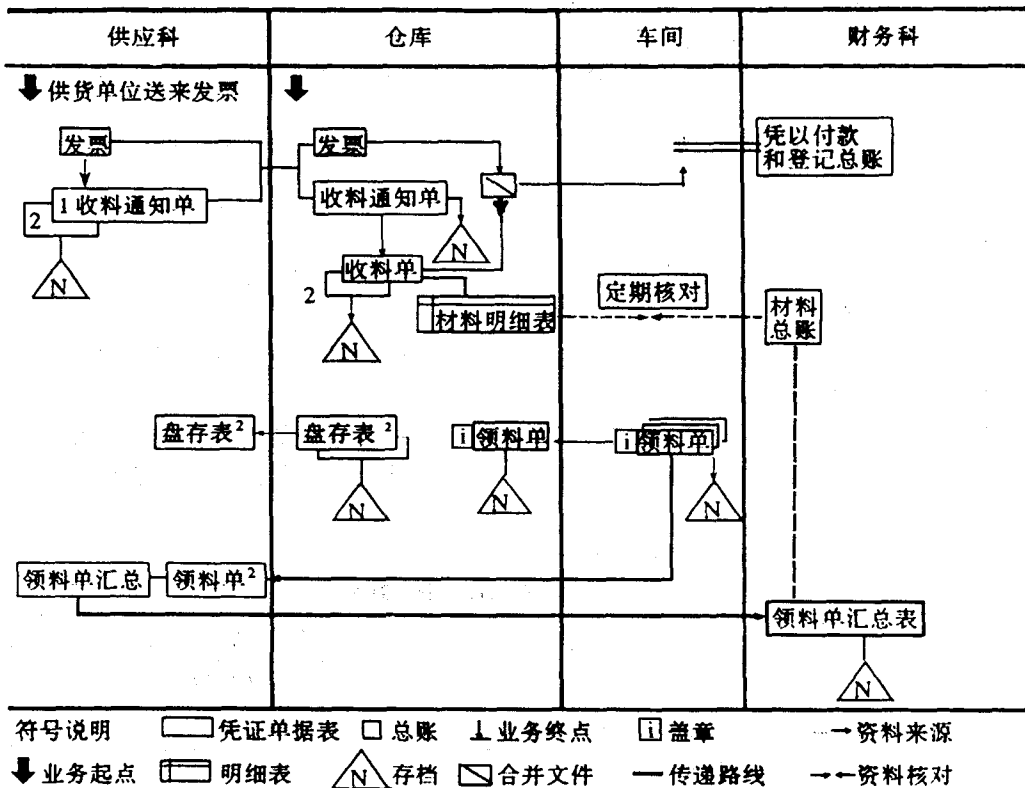 供应科
仓库
车间
财务科
供货单位送来发票
发票
发票
凭以付款
和登记总账
1收料通知单
2
收料通知单
N
N
收料单
2
N
材料明细表
定期核对
材料
总账
盘存表2
盘存表2
i 领料单
i 领料单
N
N
N
领料单汇总
领料单2
领料单汇总表
N
符号说明
凭证单据表
总账
业务终点
i 盖章
资料来源
业务起点
明细表
N 存档
合并文件
传递路线
资料核对